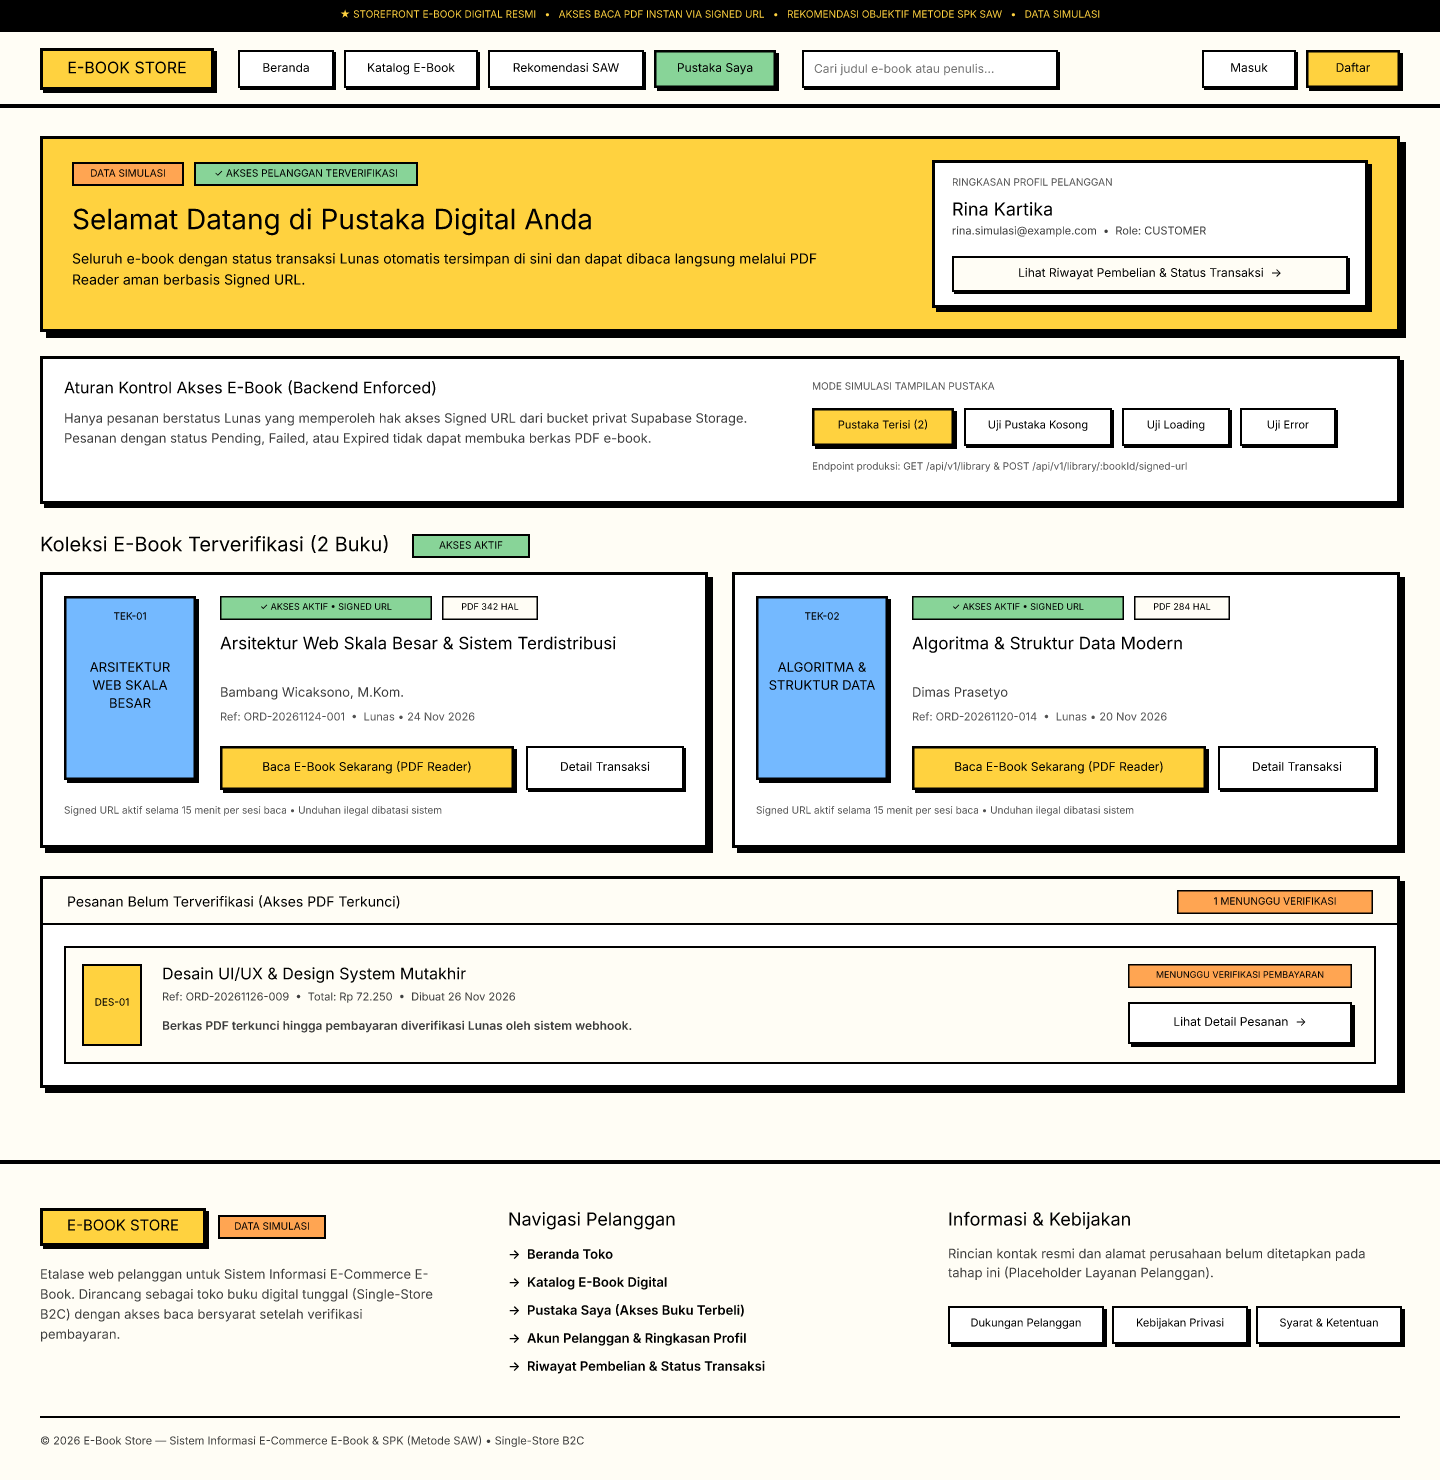 ★ STOREFRONT E-BOOK DIGITAL RESMI • AKSES BACA PDF INSTAN VIA SIGNED URL • REKOMENDASI OBJEKTIF METODE SPK SAW • DATA SIMULASI
E-BOOK STORE
Beranda
Katalog E-Book
Rekomendasi SAW
Pustaka Saya
Cari judul e-book atau penulis...
Masuk
Daftar
DATA SIMULASI
✓ AKSES PELANGGAN TERVERIFIKASI
Selamat Datang di Pustaka Digital Anda
Seluruh e-book dengan status transaksi Lunas otomatis tersimpan di sini dan dapat dibaca langsung melalui PDF
Reader aman berbasis Signed URL.
RINGKASAN PROFIL PELANGGAN
Rina Kartika
rina.simulasi@example.com • Role: CUSTOMER
Lihat Riwayat Pembelian & Status Transaksi →
Aturan Kontrol Akses E-Book (Backend Enforced)
Hanya pesanan berstatus Lunas yang memperoleh hak akses Signed URL dari bucket privat Supabase Storage.
Pesanan dengan status Pending, Failed, atau Expired tidak dapat membuka berkas PDF e-book.
MODE SIMULASI TAMPILAN PUSTAKA
Pustaka Terisi (2)
Uji Pustaka Kosong
Uji Loading
Uji Error
Endpoint produksi: GET /api/v1/library & POST /api/v1/library/:bookId/signed-url
Koleksi E-Book Terverifikasi (2 Buku)
AKSES AKTIF
TEK-01
ARSITEKTUR
WEB SKALA
BESAR
✓ AKSES AKTIF • SIGNED URL
PDF 342 HAL
Arsitektur Web Skala Besar & Sistem Terdistribusi
Bambang Wicaksono, M.Kom.
Ref: ORD-20261124-001 • Lunas • 24 Nov 2026
Baca E-Book Sekarang (PDF Reader)
Detail Transaksi
Signed URL aktif selama 15 menit per sesi baca • Unduhan ilegal dibatasi sistem
TEK-02
ALGORITMA &
STRUKTUR DATA
✓ AKSES AKTIF • SIGNED URL
PDF 284 HAL
Algoritma & Struktur Data Modern
Dimas Prasetyo
Ref: ORD-20261120-014 • Lunas • 20 Nov 2026
Baca E-Book Sekarang (PDF Reader)
Detail Transaksi
Signed URL aktif selama 15 menit per sesi baca • Unduhan ilegal dibatasi sistem
Pesanan Belum Terverifikasi (Akses PDF Terkunci)
1 MENUNGGU VERIFIKASI
DES-01
Desain UI/UX & Design System Mutakhir
Ref: ORD-20261126-009 • Total: Rp 72.250 • Dibuat 26 Nov 2026
Berkas PDF terkunci hingga pembayaran diverifikasi Lunas oleh sistem webhook.
MENUNGGU VERIFIKASI PEMBAYARAN
Lihat Detail Pesanan →
E-BOOK STORE
DATA SIMULASI
Etalase web pelanggan untuk Sistem Informasi E-Commerce E-
Book. Dirancang sebagai toko buku digital tunggal (Single-Store
B2C) dengan akses baca bersyarat setelah verifikasi
pembayaran.
Navigasi Pelanggan
→ Beranda Toko
→ Katalog E-Book Digital
→ Pustaka Saya (Akses Buku Terbeli)
→ Akun Pelanggan & Ringkasan Profil
→ Riwayat Pembelian & Status Transaksi
Informasi & Kebijakan
Rincian kontak resmi dan alamat perusahaan belum ditetapkan pada
tahap ini (Placeholder Layanan Pelanggan).
Dukungan Pelanggan
Kebijakan Privasi
Syarat & Ketentuan
© 2026 E-Book Store — Sistem Informasi E-Commerce E-Book & SPK (Metode SAW) • Single-Store B2C